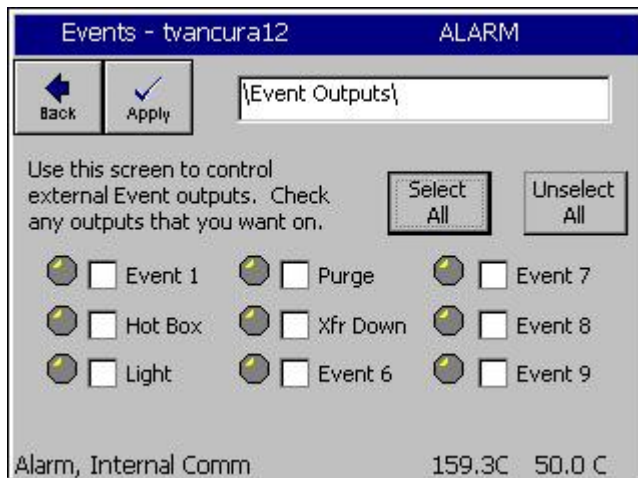 Events - tvancura12 ALARM
Back
Apply
\Event Outputs\
Use this screen to control
external Event outputs. Check
any outputs that you want on.
Select
All
Unselect
All
Event 1 Purge Event 7
Hot Box Xfr Down Event 8
Light Event 6 Event 9
Alarm, Internal Comm 159.3C 50.0 C